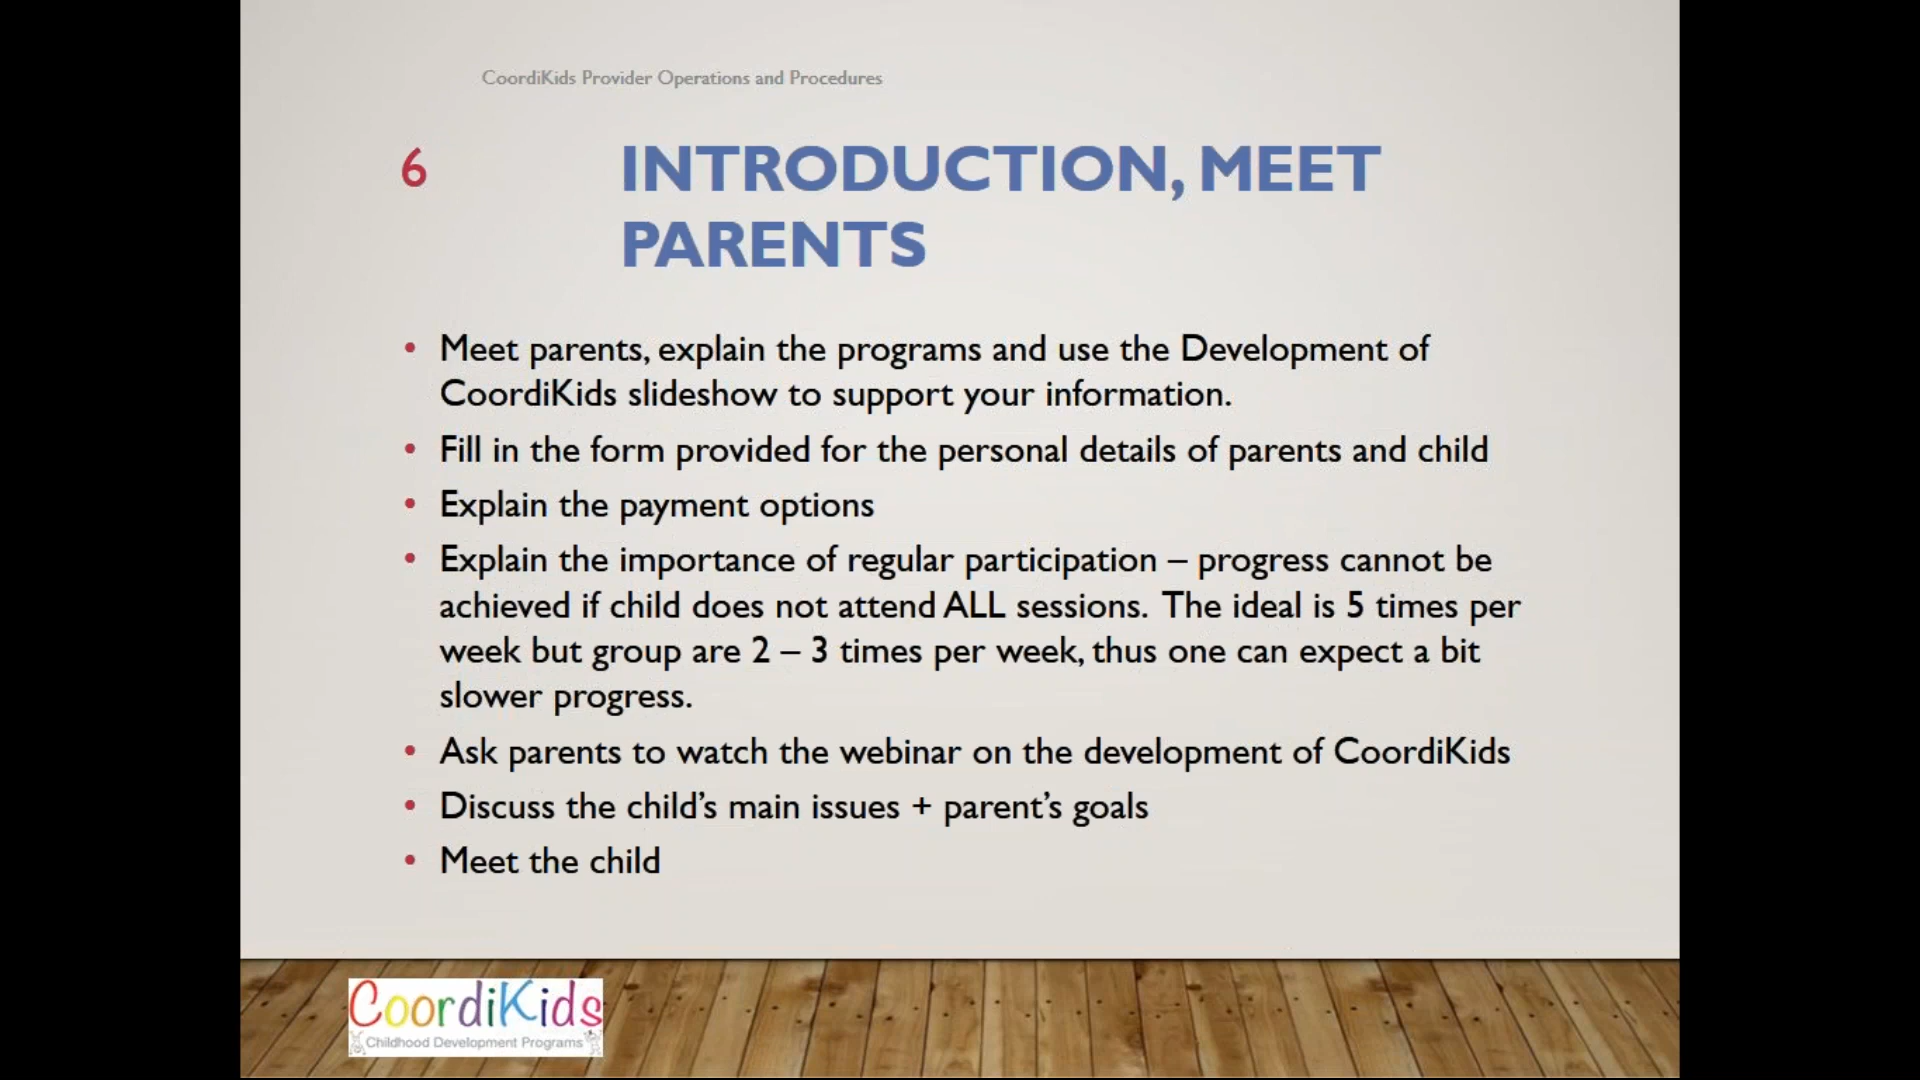 CoordiKids Provider Operations and Procedures
6
INTRODUCTION, MEET
PARENTS
• Meet parents, explain the programs and use the Development of
CoordiKids slideshow to support your information.
• Fill in the form provided for the personal details of parents and child
• Explain the payment options
• Explain the importance of regular participation – progress cannot be
achieved if child does not attend ALL sessions. The ideal is 5 times per
week but group are 2 – 3 times per week, thus one can expect a bit
slower progress.
• Ask parents to watch the webinar on the development of CoordiKids
• Discuss the child’s main issues + parent’s goals
• Meet the child
CoordiKids
Childhood Development Programs